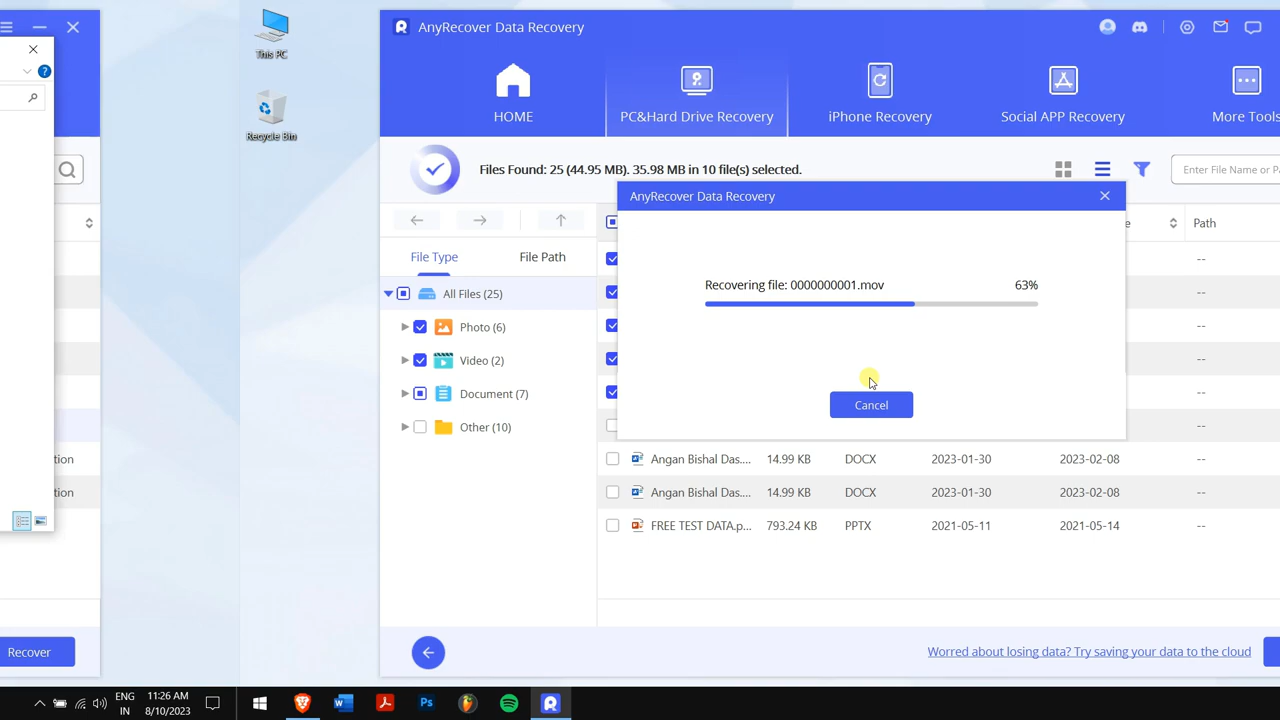 AnyRecover Data Recovery
This PC
Recycle Bin
HOME
PC&Hard Drive Recovery
iPhone Recovery
Social APP Recovery
More Tools
Files Found: 25 (44.95 MB). 35.98 MB in 10 file(s) selected.
Enter File Name or Pa
AnyRecover Data Recovery
e
Path
File Type
File Path
Recovering file: 0000000001.mov
63%
Cancel
All Files (25)
Photo (6)
Video (2)
Document (7)
Other (10)
--
--
--
--
--
--
tion
Angan Bishal Das.... 14.99 KB DOCX 2023-01-30 2023-02-08 --
tion
Angan Bishal Das.... 14.99 KB DOCX 2023-01-30 2023-02-08 --
FREE TEST DATA.p... 793.24 KB PPTX 2021-05-11 2021-05-14 --
Recover
Worred about losing data? Try saving your data to the cloud
ENG
IN
11:26 AM
8/10/2023